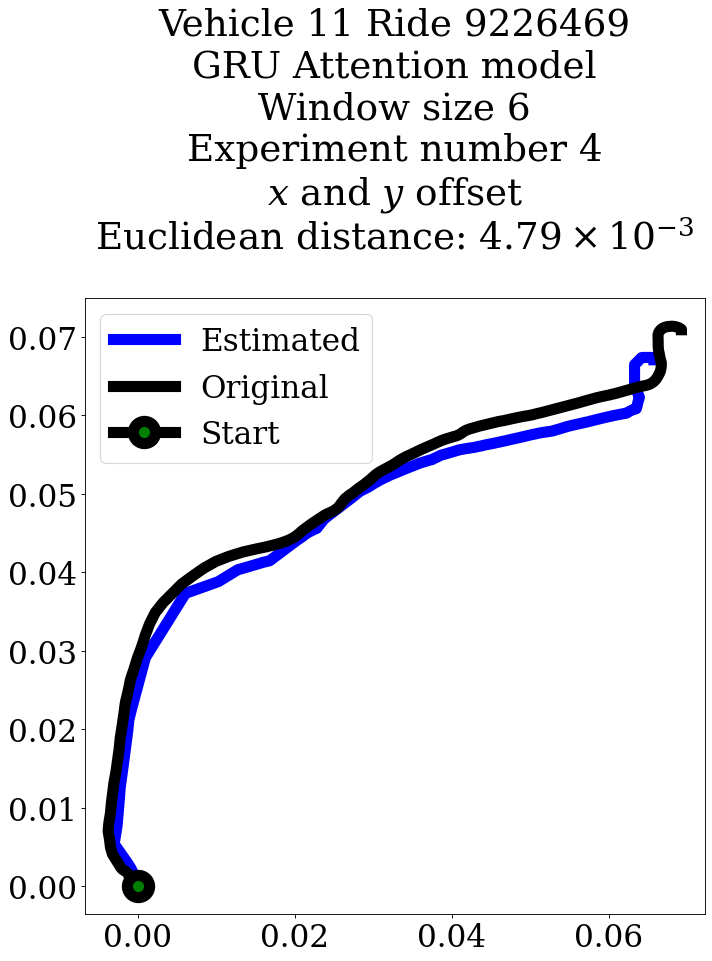 Vehicle 11 Ride 9226469
GRU Attention model
Window size 6
Experiment number 4
x and y offset
Euclidean distance: 4.79 × 10⁻³
Estimated
Original
Start
0.07
0.06
0.05
0.04
0.03
0.02
0.01
0.00
0.00 0.02 0.04 0.06